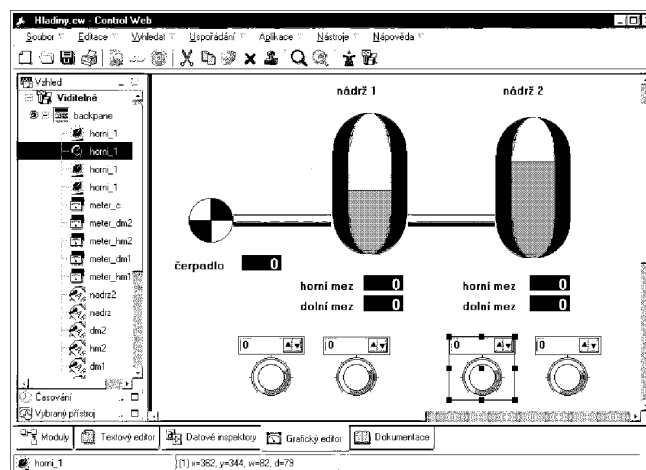 Hladiny.cw - Control Web
Soubor Editace Vyhledat Uspořádání Aplikace Nástroje Nápověda
Vzhled
Viditelné
backpane
horni_1
horni_1
horni_1
horni_1
meter_c
meter_dm2
meter_hm2
meter_dm1
meter_hm1
nadrz2
nadrz
dm2
hm2
dm1
Časování
Vybraný přístroj
nádrž 1 nádrž 2
čerpadlo 0
horní mez 0 horní mez 0
dolní mez 0 dolní mez 0
0 0 0 0
Moduly Textový editor Datové inspektory Grafický editor Dokumentace
horni_1 [1] x=362, y=344, w=82, d=79